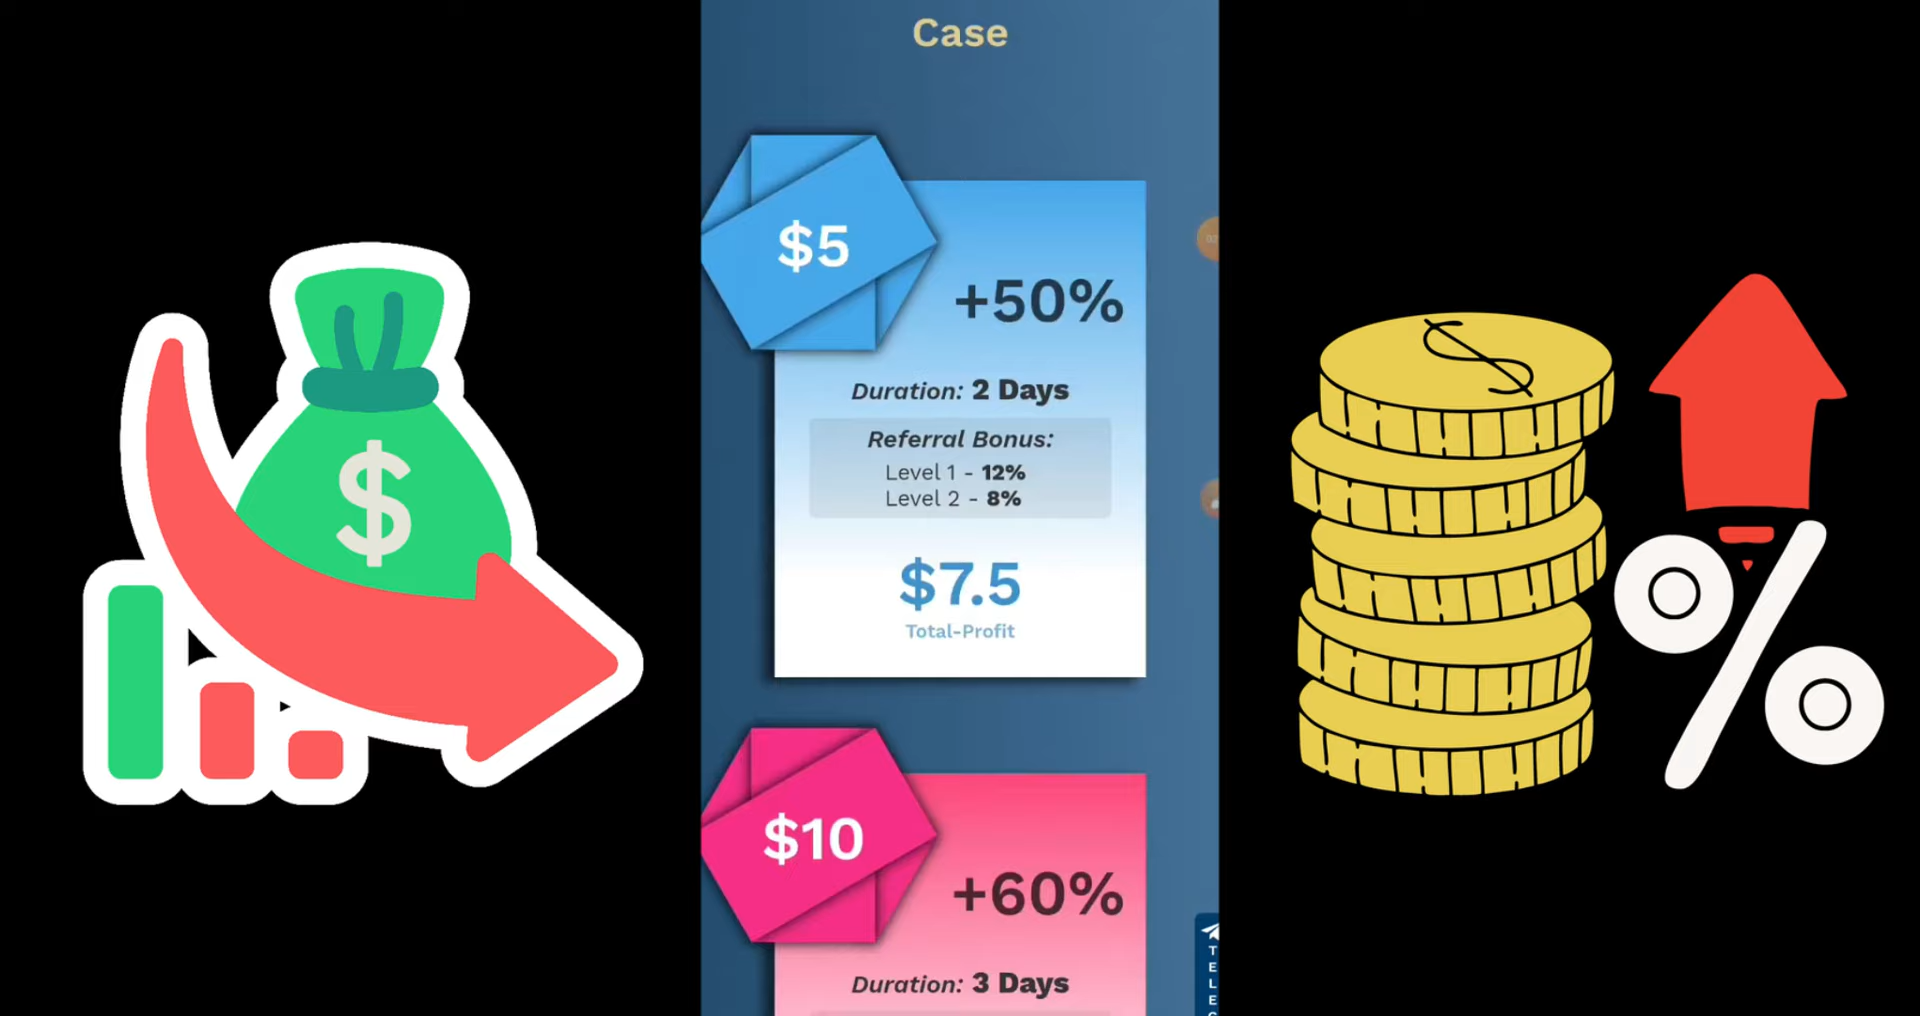 Case
$5
+50%
Duration: 2 Days
Referral Bonus:
Level 1 - 12%
Level 2 - 8%
$7.5
Total-Profit
$10
+60%
Duration: 3 Days
$
$
%
T
E
L
E